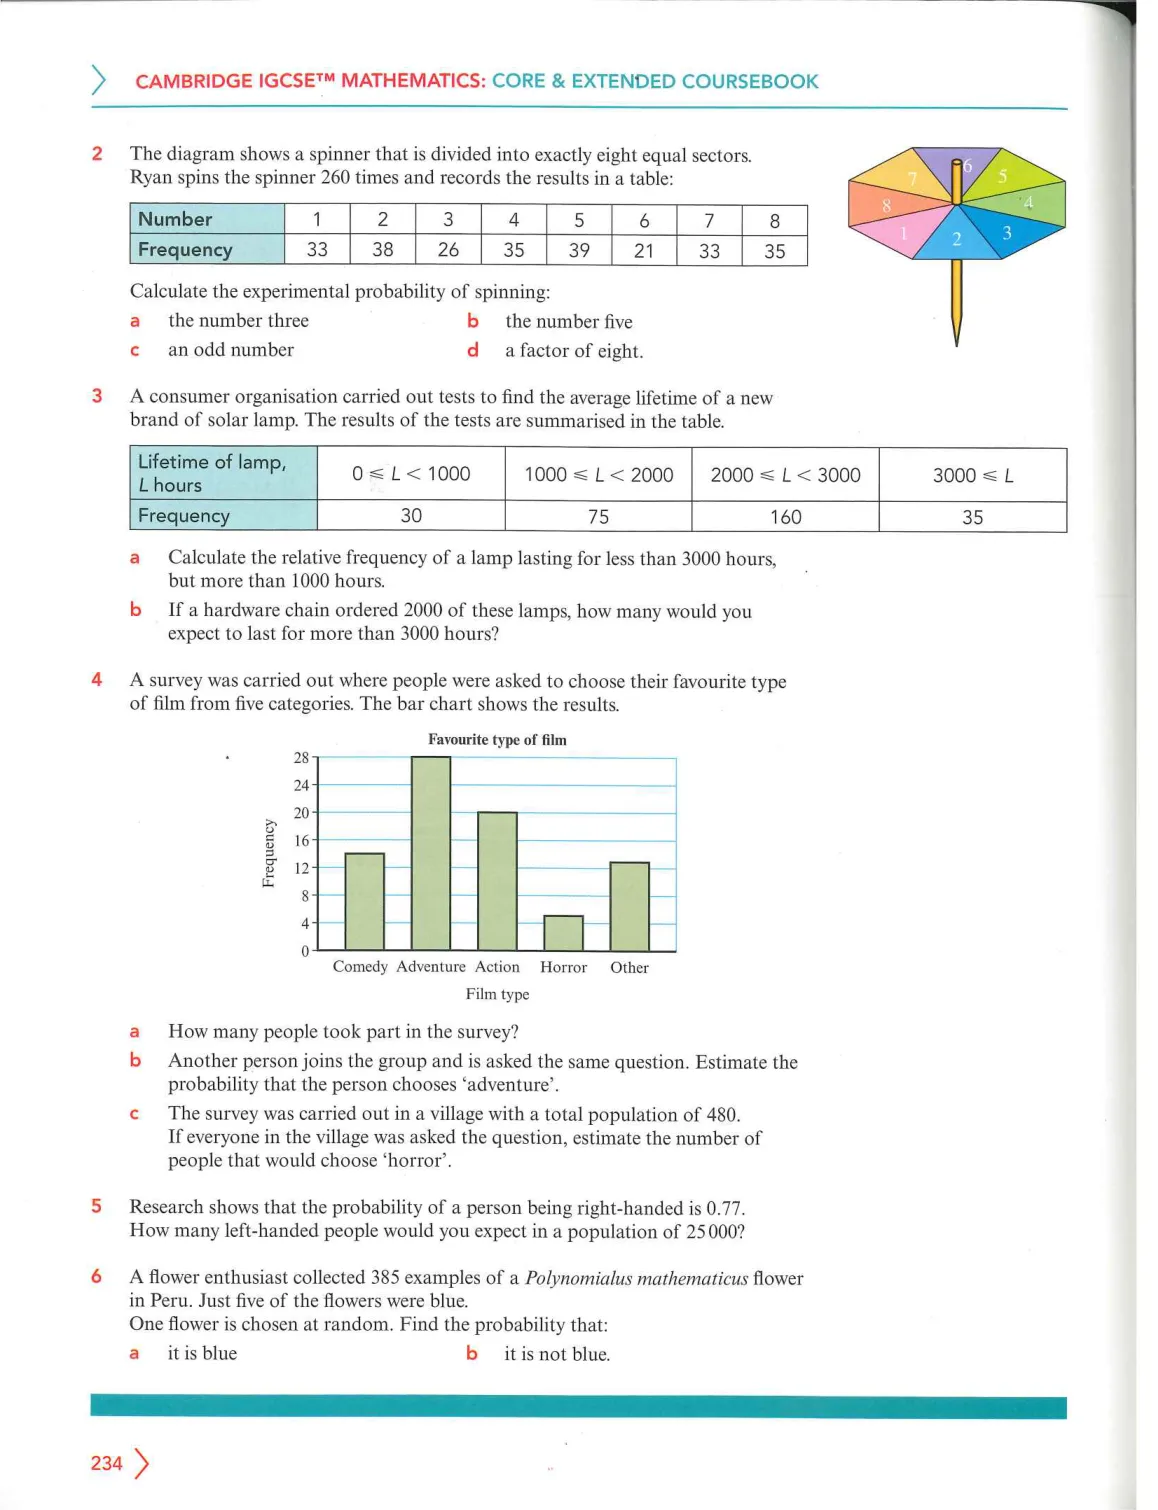 CAMBRIDGE IGCSE™ MATHEMATICS: CORE & EXTENDED COURSEBOOK
2 The diagram shows a spinner that is divided into exactly eight equal sectors.
Ryan spins the spinner 260 times and records the results in a table:
Number 1 2 3 4 5 6 7 8
Frequency 33 38 26 35 39 21 33 35
7 6 5
8 4
1 2 3
Calculate the experimental probability of spinning:
a the number three b the number five
c an odd number d a factor of eight.
3 A consumer organisation carried out tests to find the average lifetime of a new
brand of solar lamp. The results of the tests are summarised in the table.
Lifetime of lamp,
L hours 0 ⩽ L < 1000 1000 ⩽ L < 2000 2000 ⩽ L < 3000 3000 ⩽ L
Frequency 30 75 160 35
a Calculate the relative frequency of a lamp lasting for less than 3000 hours,
but more than 1000 hours.
b If a hardware chain ordered 2000 of these lamps, how many would you
expect to last for more than 3000 hours?
4 A survey was carried out where people were asked to choose their favourite type
of film from five categories. The bar chart shows the results.
Favourite type of film
28
24
20
16
12
8
4
0
Frequency
Comedy Adventure Action Horror Other
Film type
a How many people took part in the survey?
b Another person joins the group and is asked the same question. Estimate the
probability that the person chooses ‘adventure’.
c The survey was carried out in a village with a total population of 480.
If everyone in the village was asked the question, estimate the number of
people that would choose ‘horror’.
5 Research shows that the probability of a person being right-handed is 0.77.
How many left-handed people would you expect in a population of 25 000?
6 A flower enthusiast collected 385 examples of a Polynomialus mathematicus flower
in Peru. Just five of the flowers were blue.
One flower is chosen at random. Find the probability that:
a it is blue b it is not blue.
234